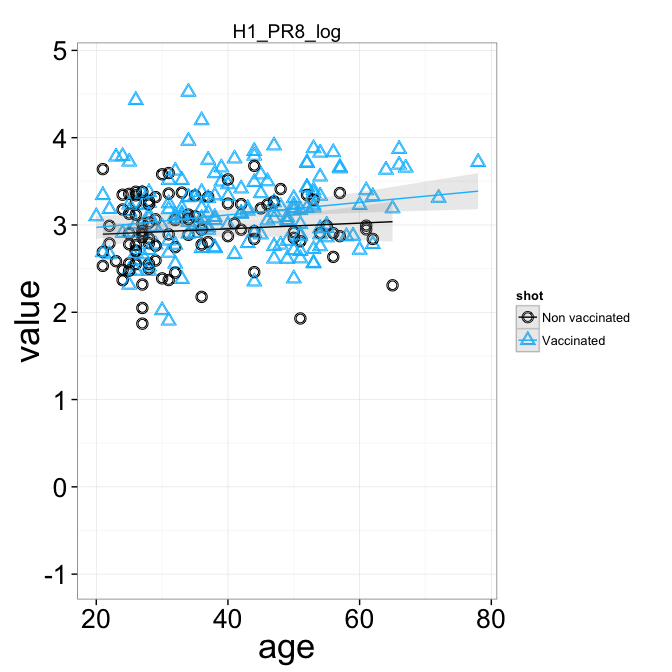 H1_PR8_log
5
4
3
2
1
0
-1
value
20 40 60 80
age
shot
Non vaccinated
Vaccinated